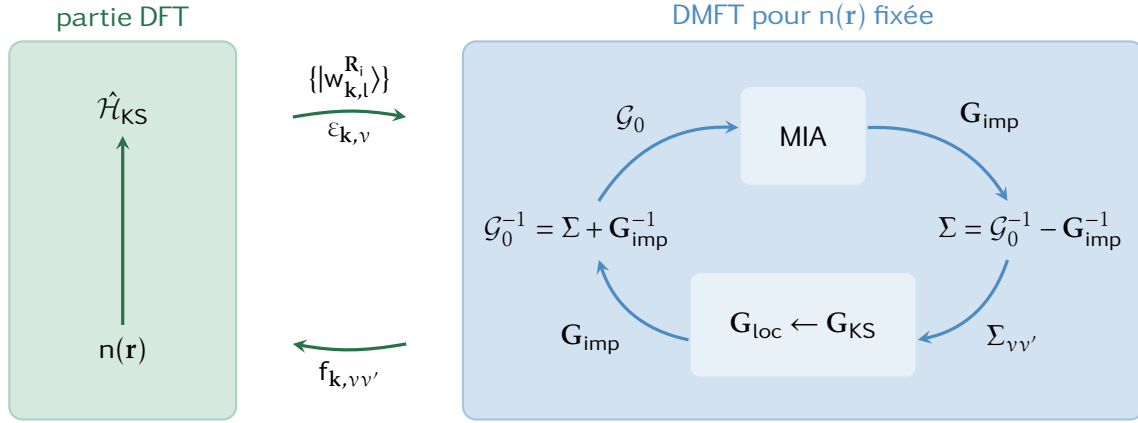 partie DFT
DMFT pour n(r) fixée
{|w^{R_i}_{k,l}⟩}
ε_{k,ν}
Ĥ_KS
n(r)
f_{k,νν′}
𝒢_0
MIA
G_imp
𝒢_0^{-1} = Σ + G_imp^{-1}
Σ = 𝒢_0^{-1} − G_imp^{-1}
G_imp
G_loc ← G_KS
Σ_{νν′}